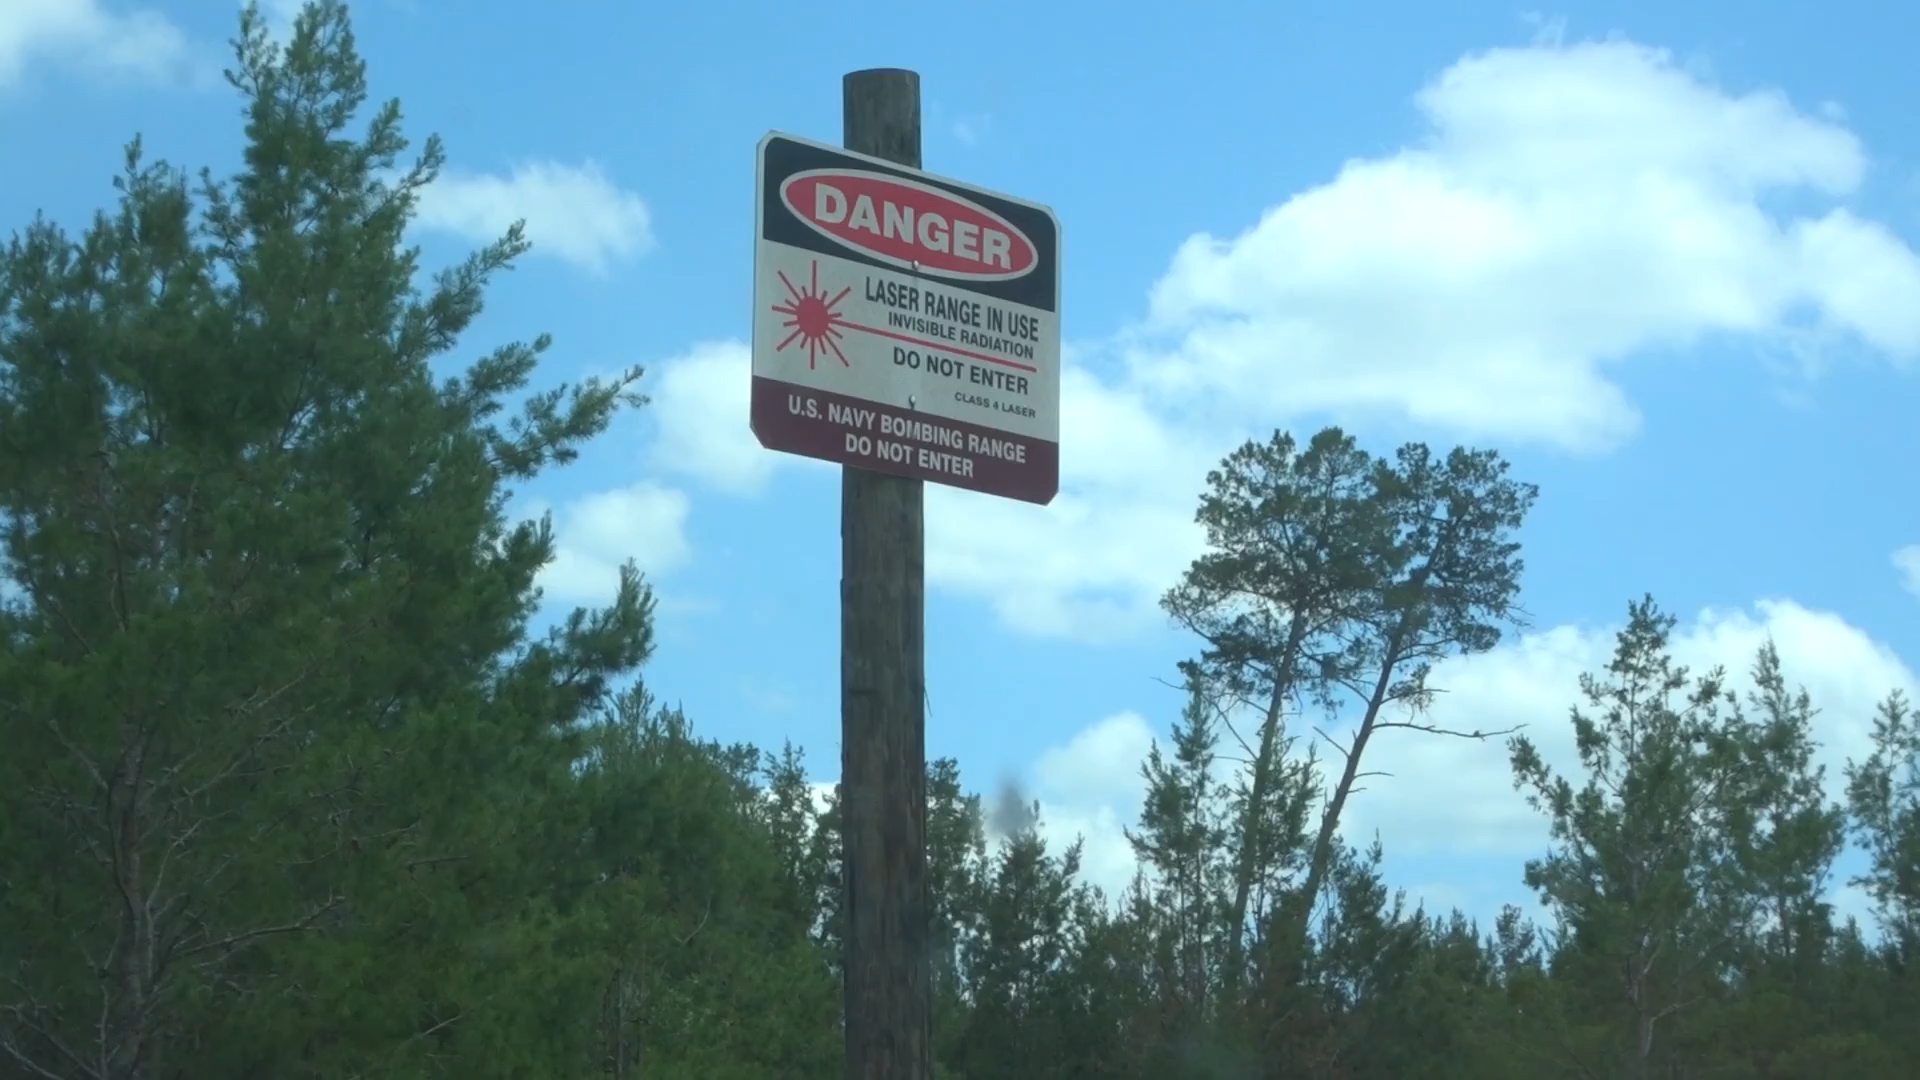 DANGER
LASER RANGE IN USE
INVISIBLE RADIATION
DO NOT ENTER
CLASS 4 LASER
U.S. NAVY BOMBING RANGE
DO NOT ENTER